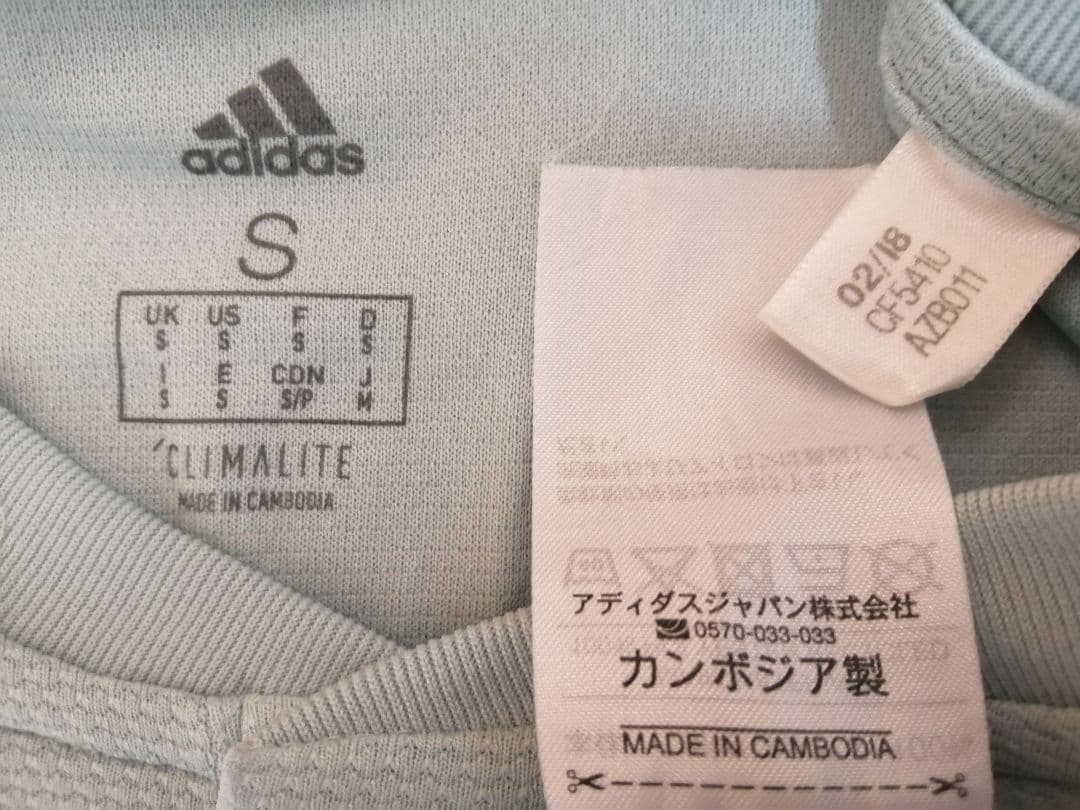 adidas
S
UK US F D
S S S S
I E CDN J
S S S/P M
CLIMALITE
MADE IN CAMBODIA
02/18
CF5410
AZB011
アディダスジャパン株式会社
0570-033-033
カンボジア製
MADE IN CAMBODIA